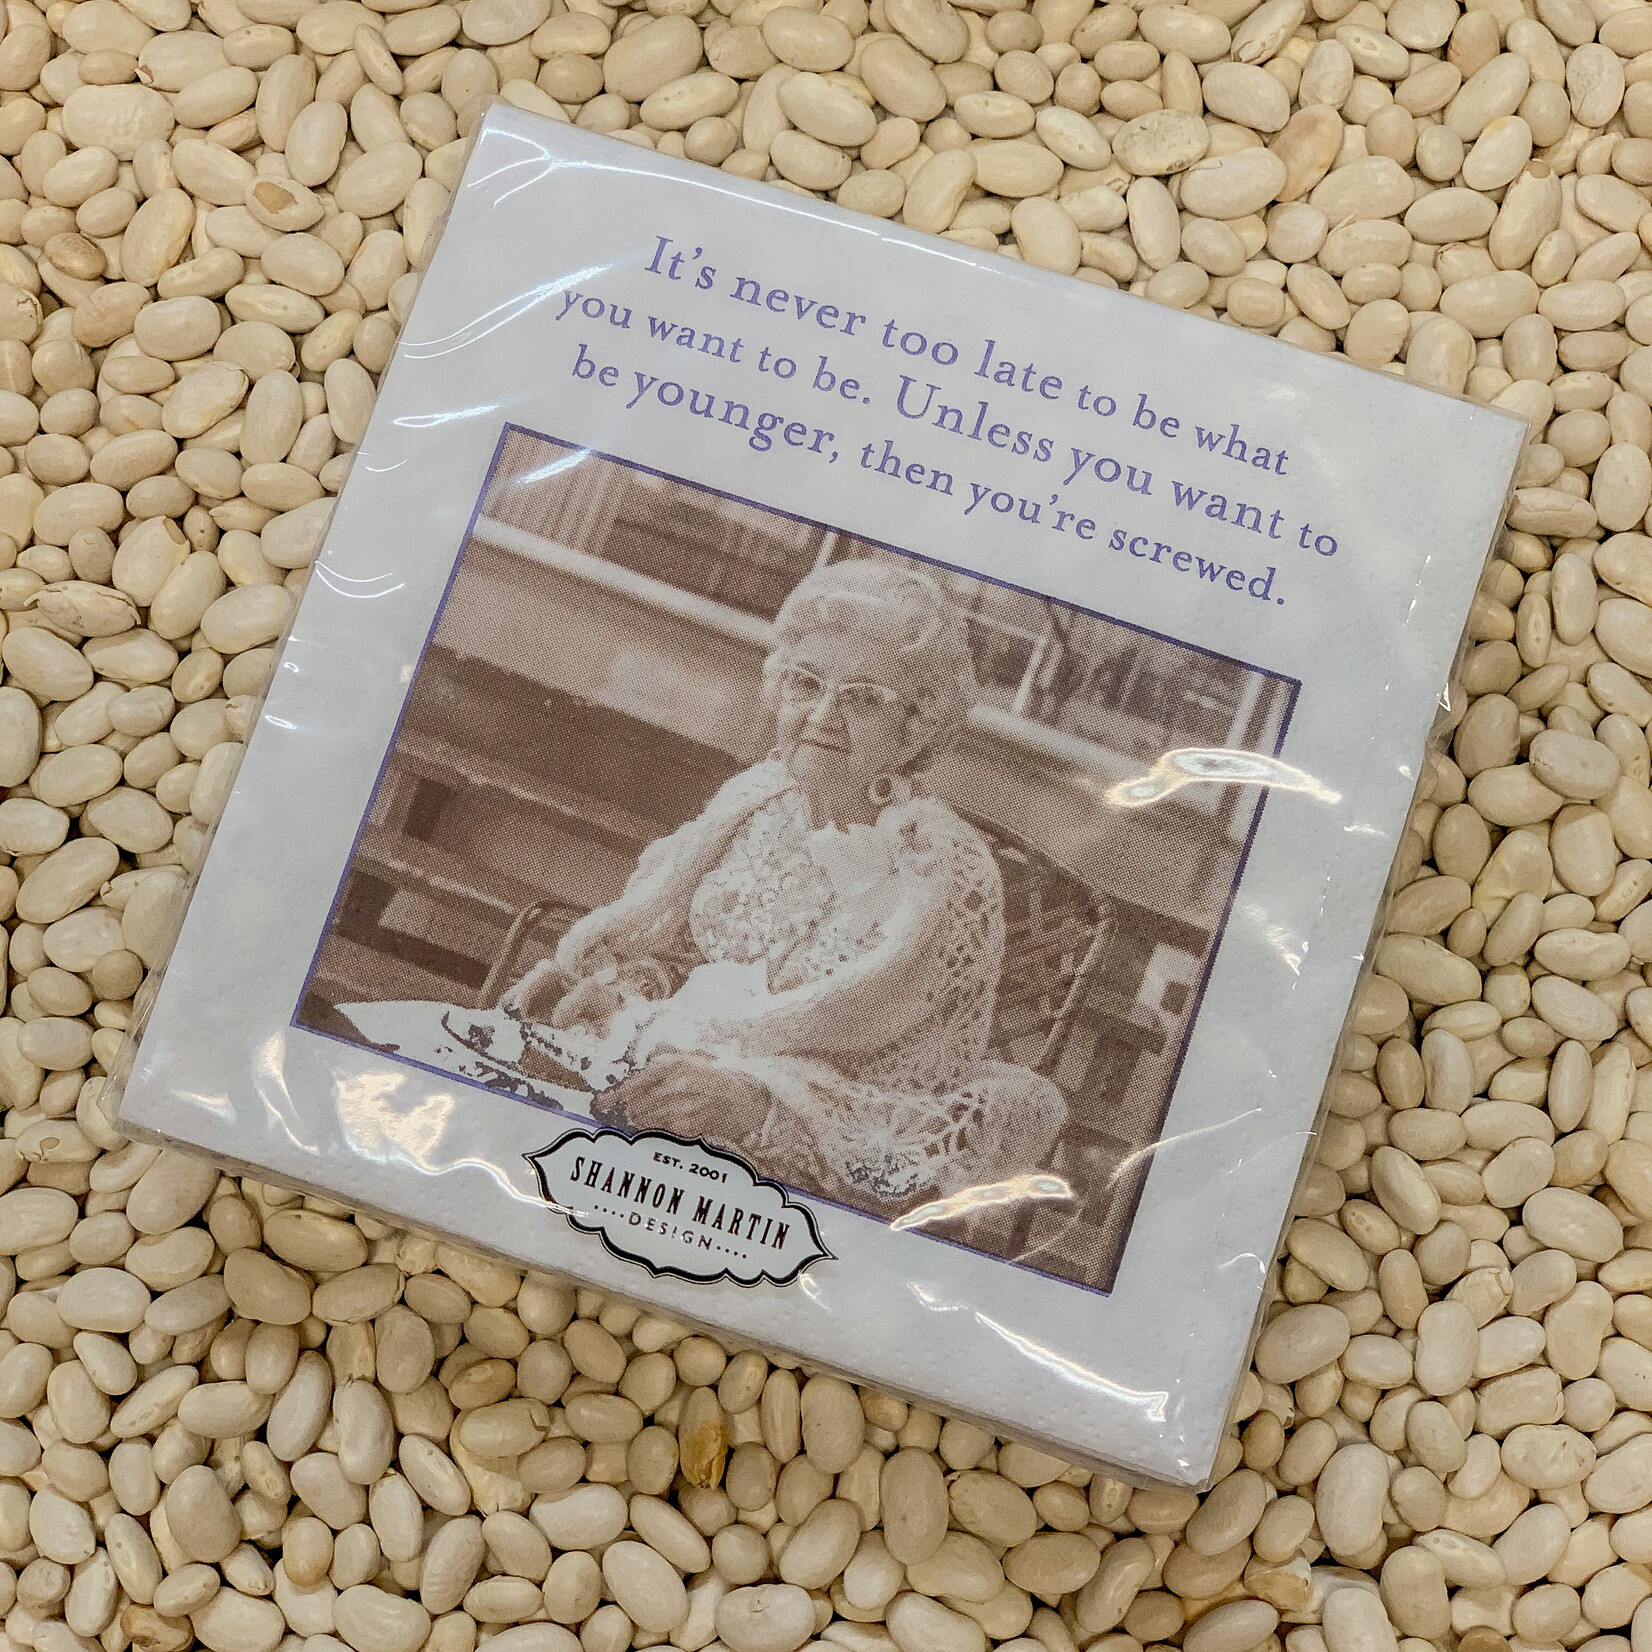 It's never too late to be what
you want to be. Unless you want to
be younger, then you're screwed.
EST. 2001
SHANNON MARTIN
....DESIGN....